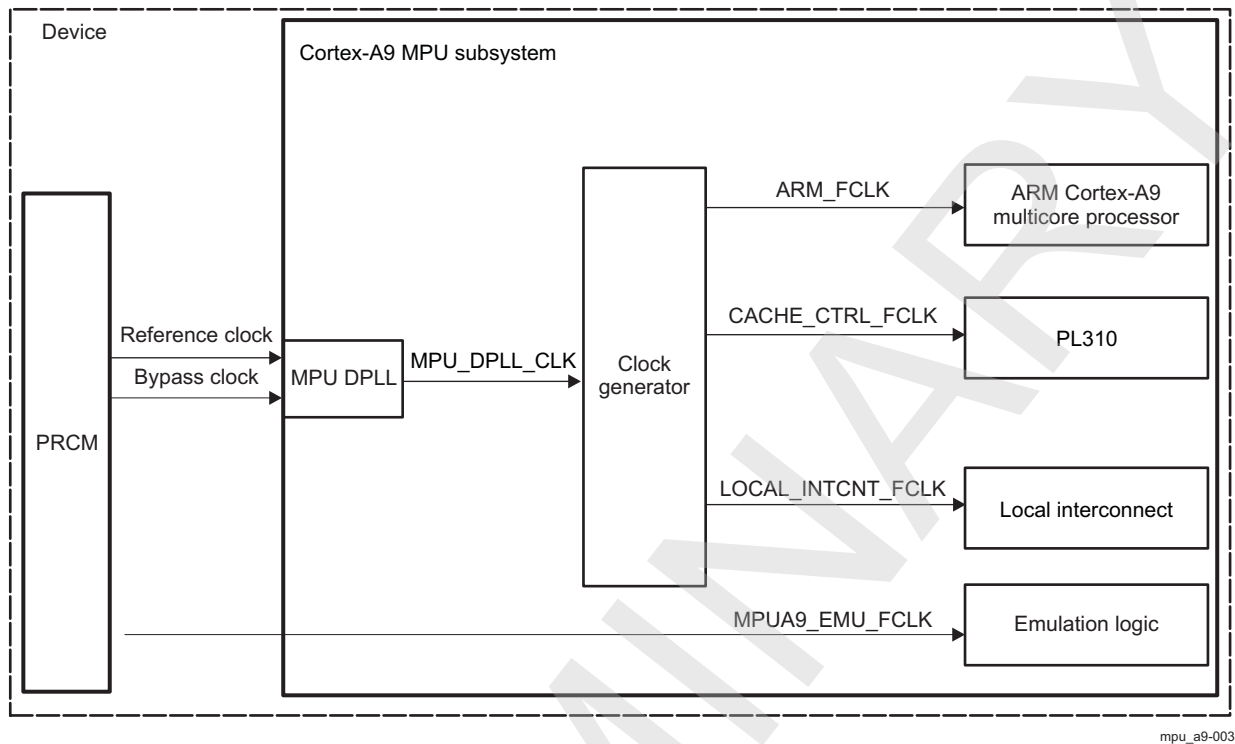 Device
Cortex-A9 MPU subsystem
ARM_FCLK
ARM Cortex-A9
multicore processor
CACHE_CTRL_FCLK
PL310
Reference clock
Bypass clock
MPU DPLL
MPU_DPLL_CLK
Clock
generator
PRCM
LOCAL_INTCNT_FCLK
Local interconnect
MPUA9_EMU_FCLK
Emulation logic
mpu_a9-003
MINARY